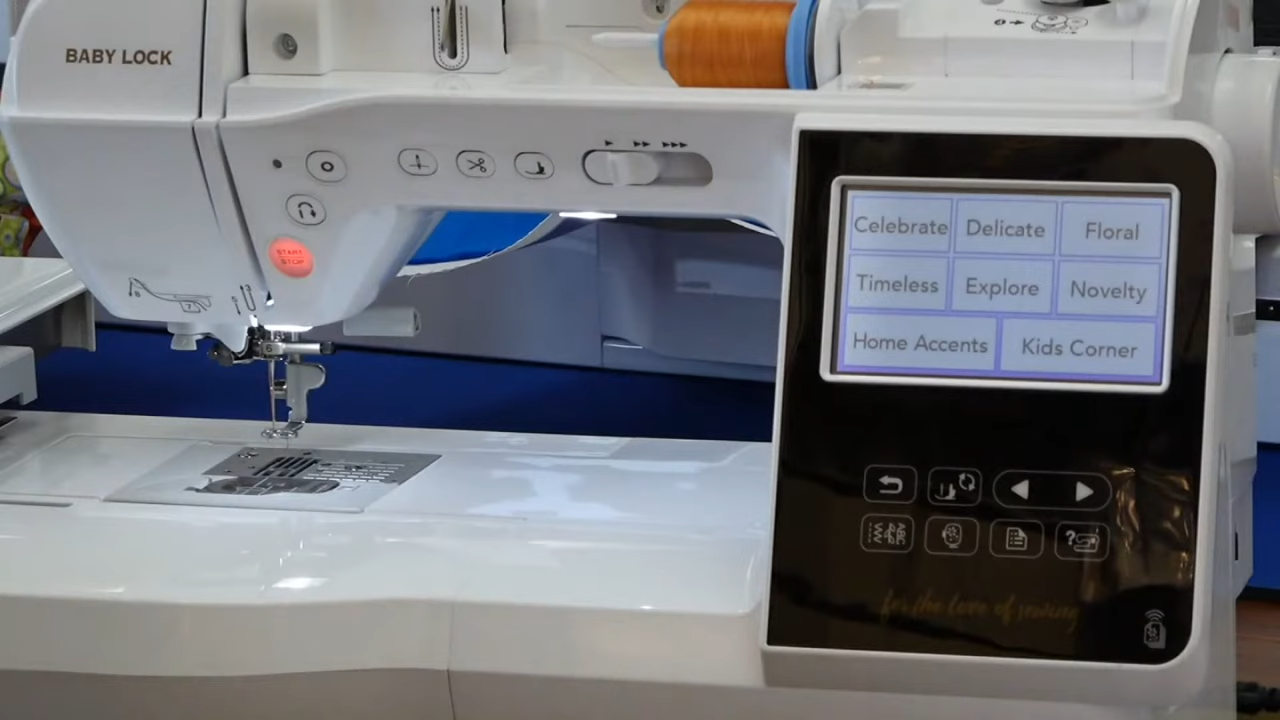 BABY LOCK
START
STOP
Celebrate Delicate Floral
Timeless Explore Novelty
Home Accents Kids Corner
ABC
?
for the love of sewing